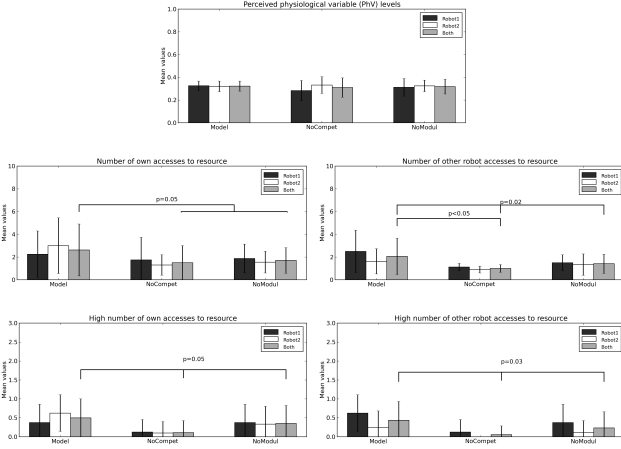 Perceived physiological variable (PhV) levels
Mean values
1.0
0.8
0.6
0.4
0.2
0.0
Model
NoCompet
NoModul
Robot1
Robot2
Both
Number of own accesses to resource
Mean values
10
8
6
4
2
0
p=0.05
Model
NoCompet
NoModul
Robot1
Robot2
Both
Number of other robot accesses to resource
Mean values
10
8
6
4
2
0
p=0.02
p<0.05
Model
NoCompet
NoModul
Robot1
Robot2
Both
High number of own accesses to resource
Mean values
3.0
2.5
2.0
1.5
1.0
0.5
0.0
p=0.05
Model
NoCompet
NoModul
Robot1
Robot2
Both
High number of other robot accesses to resource
Mean values
3.0
2.5
2.0
1.5
1.0
0.5
0.0
p=0.03
Model
NoCompet
NoModul
Robot1
Robot2
Both